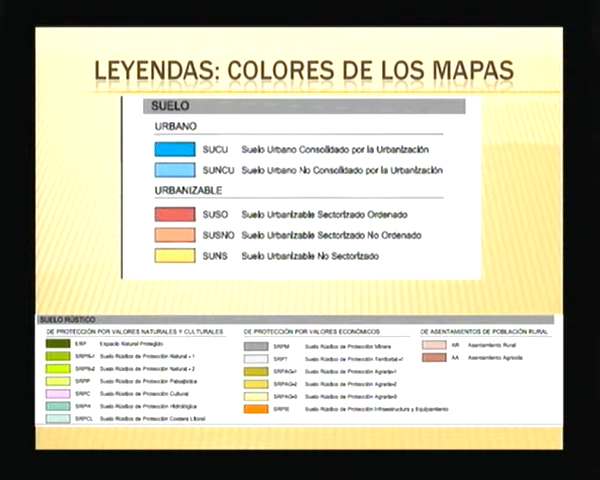 LEYENDAS: COLORES DE LOS MAPAS
SUELO
URBANO
SUCU Suelo Urbano Consolidado por la Urbanización
SUNCU Suelo Urbano No Consolidado por la Urbanización
URBANIZABLE
SUSO Suelo Urbanizable Sectorizado Ordenado
SUSNO Suelo Urbanizable Sectorizado No Ordenado
SUNS Suelo Urbanizable No Sectorizado
SUELO RÚSTICO
DE PROTECCIÓN POR VALORES NATURALES Y CULTURALES
Espacio Natural Protegido
SRPN-1 Suelo Rústico de Protección Natural - 1
SRPN-2 Suelo Rústico de Protección Natural - 2
SRPP Suelo Rústico de Protección Paisajística
SRPC Suelo Rústico de Protección Cultural
SRPH Suelo Rústico de Protección Hidrológica
SRPCL Suelo Rústico de Protección Costera Litoral
DE PROTECCIÓN POR VALORES ECONÓMICOS
SRPM Suelo Rústico de Protección Minera
SRPT Suelo Rústico de Protección Territorial
SRPAG-1 Suelo Rústico de Protección Agraria-1
SRPAG-2 Suelo Rústico de Protección Agraria-2
SRPAG-3 Suelo Rústico de Protección Agraria-3
SRPIE Suelo Rústico de Protección Infraestructura y Equipamiento
DE ASENTAMIENTOS DE POBLACIÓN RURAL
AR Asentamiento Rural
AA Asentamiento Agrícola